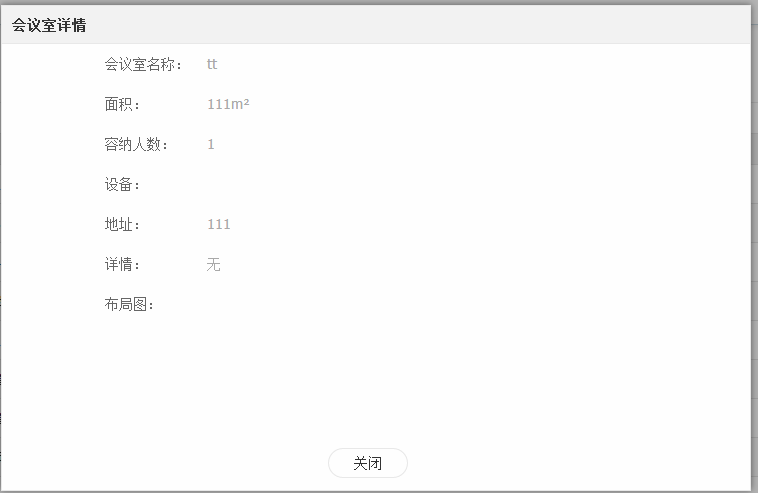 会议室详情
会议室名称： tt
面积： 111m²
容纳人数： 1
设备：
地址： 111
详情： 无
布局图：
关闭